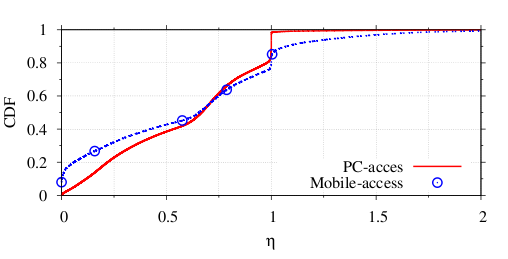 1
0.8
0.6
0.4
0.2
0
CDF
0 0.5 1 1.5 2
η
PC-acces
Mobile-access